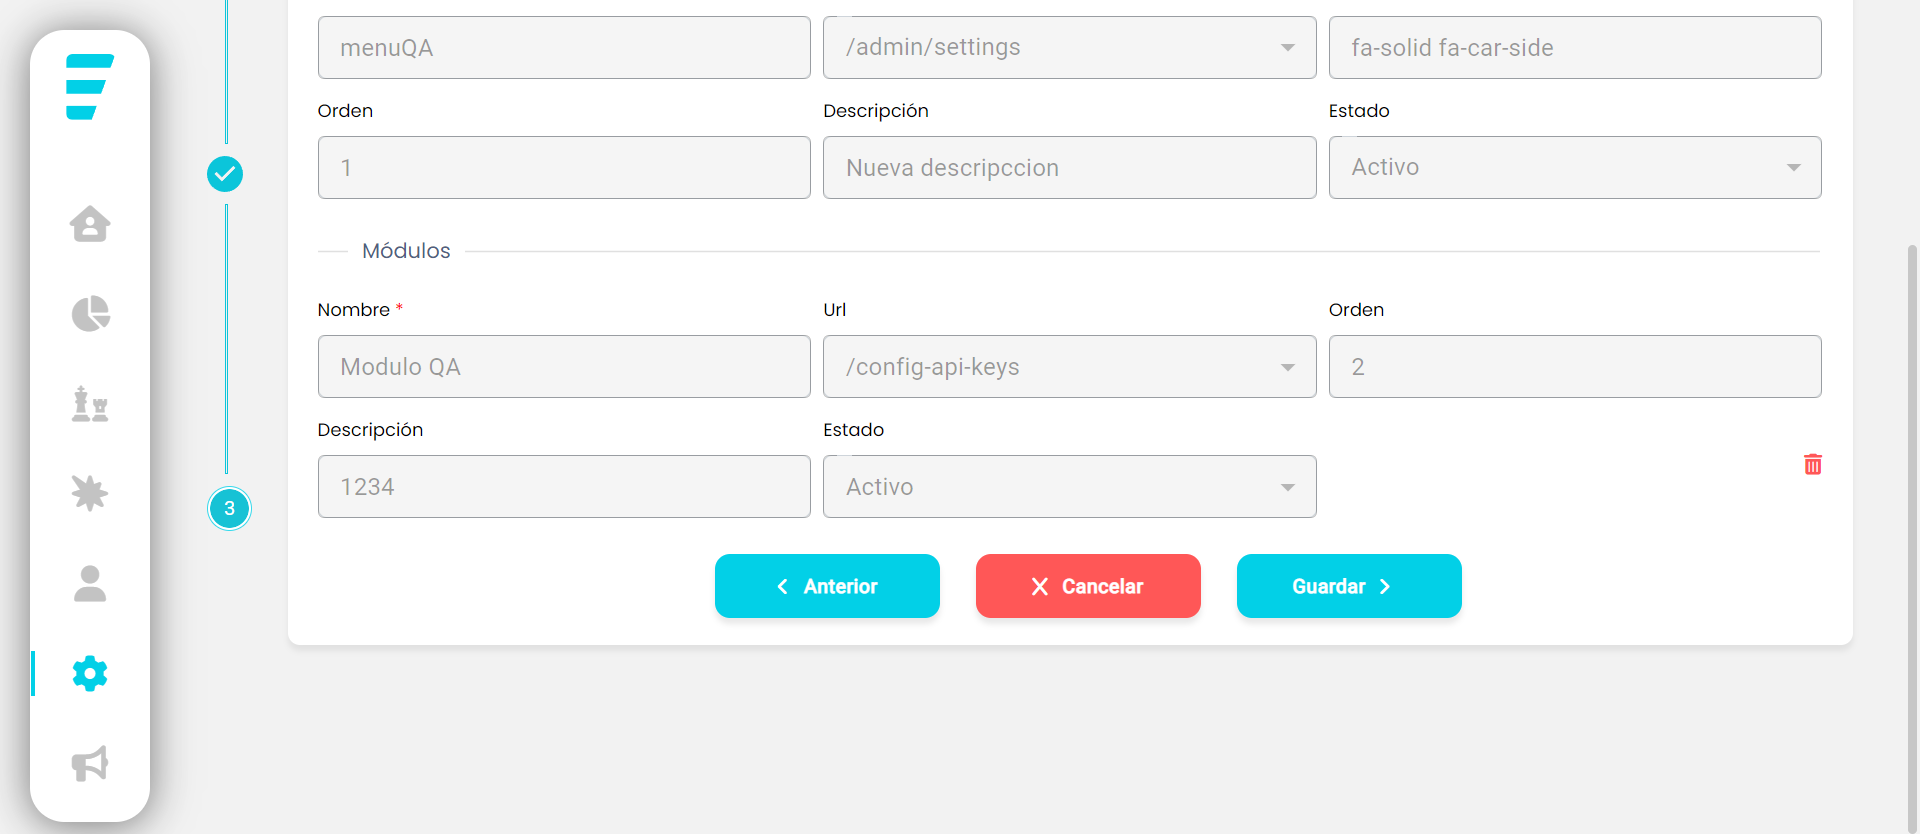 menuQA
/admin/settings
fa-solid fa-car-side
Orden
Descripción
Estado
1
Nueva descripccion
Activo
Módulos
Nombre *
Url
Orden
Modulo QA
/config-api-keys
2
Descripción
Estado
1234
Activo
3
Anterior
Cancelar
Guardar